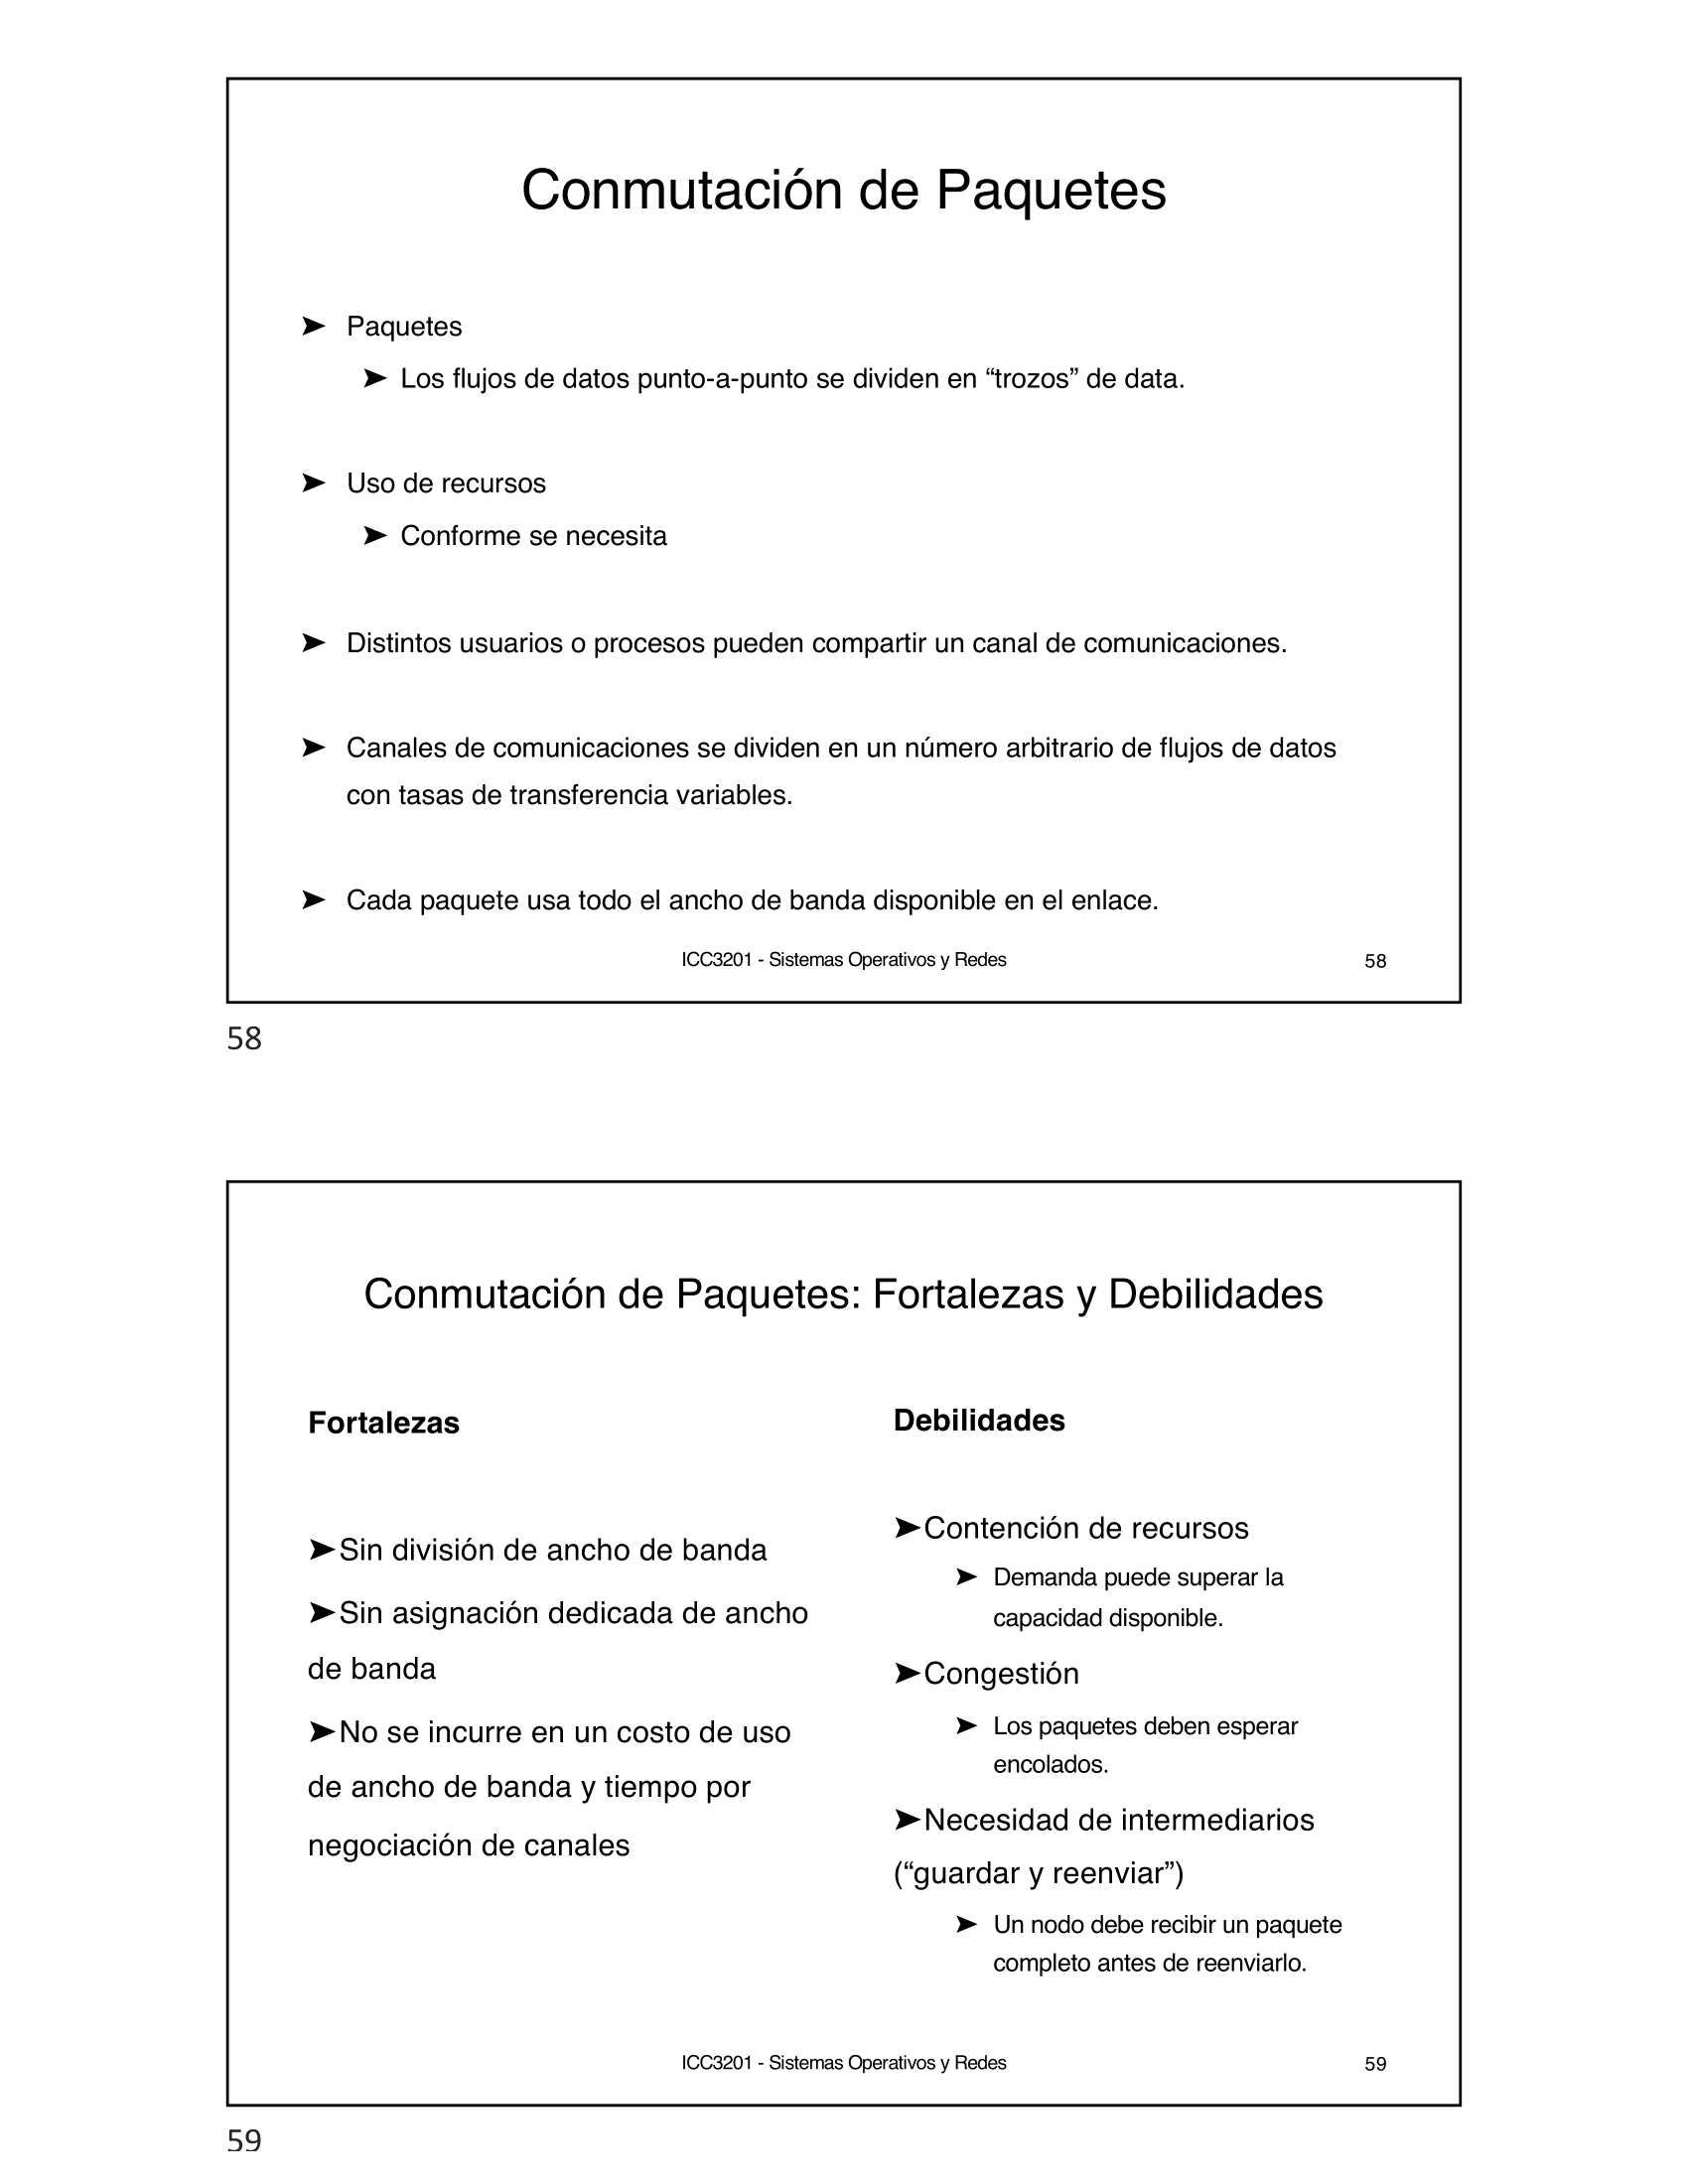 Conmutación de Paquetes
➤ Paquetes
➤ Los flujos de datos punto-a-punto se dividen en “trozos” de data.
➤ Uso de recursos
➤ Conforme se necesita
➤ Distintos usuarios o procesos pueden compartir un canal de comunicaciones.
➤ Canales de comunicaciones se dividen en un número arbitrario de flujos de datos
con tasas de transferencia variables.
➤ Cada paquete usa todo el ancho de banda disponible en el enlace.
ICC3201 - Sistemas Operativos y Redes 58
58
Conmutación de Paquetes: Fortalezas y Debilidades
Fortalezas
➤Sin división de ancho de banda
➤Sin asignación dedicada de ancho
de banda
➤No se incurre en un costo de uso
de ancho de banda y tiempo por
negociación de canales
Debilidades
➤Contención de recursos
➤ Demanda puede superar la
capacidad disponible.
➤Congestión
➤ Los paquetes deben esperar
encolados.
➤Necesidad de intermediarios
(“guardar y reenviar”)
➤ Un nodo debe recibir un paquete
completo antes de reenviarlo.
ICC3201 - Sistemas Operativos y Redes 59
59